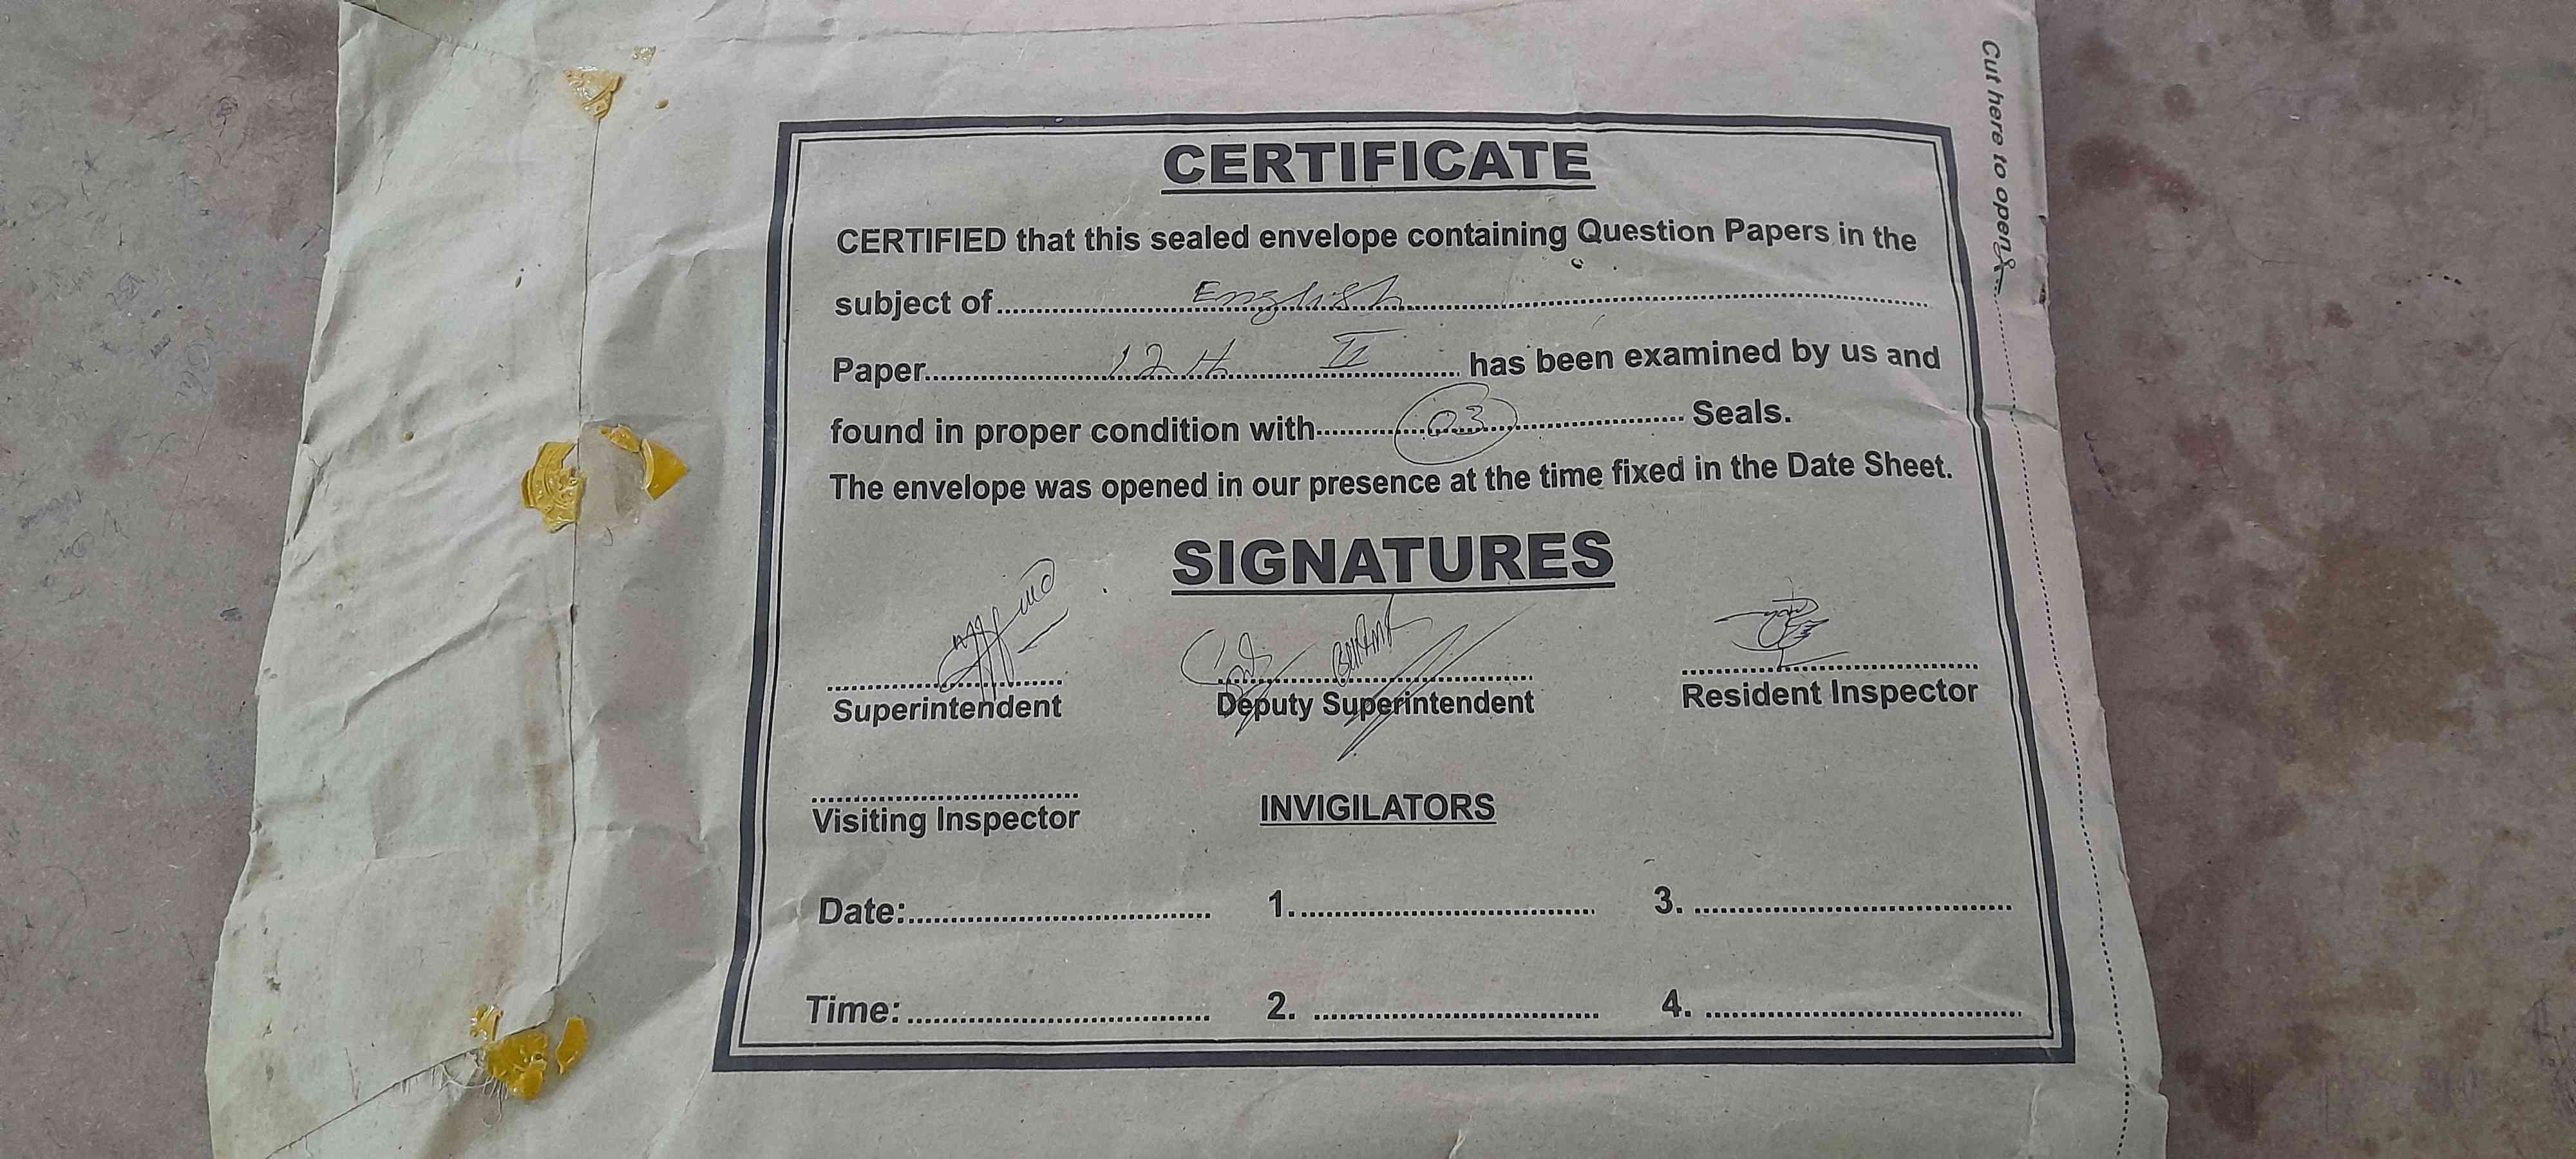 CERTIFICATE
CERTIFIED that this sealed envelope containing Question Papers in the
subject of English
Paper 12th II has been examined by us and
found in proper condition with 03 Seals.
The envelope was opened in our presence at the time fixed in the Date Sheet.
SIGNATURES
Superintendent Deputy Superintendent Resident Inspector
Visiting Inspector INVIGILATORS
Date: 1. 3.
Time: 2. 4.
Cut here to open